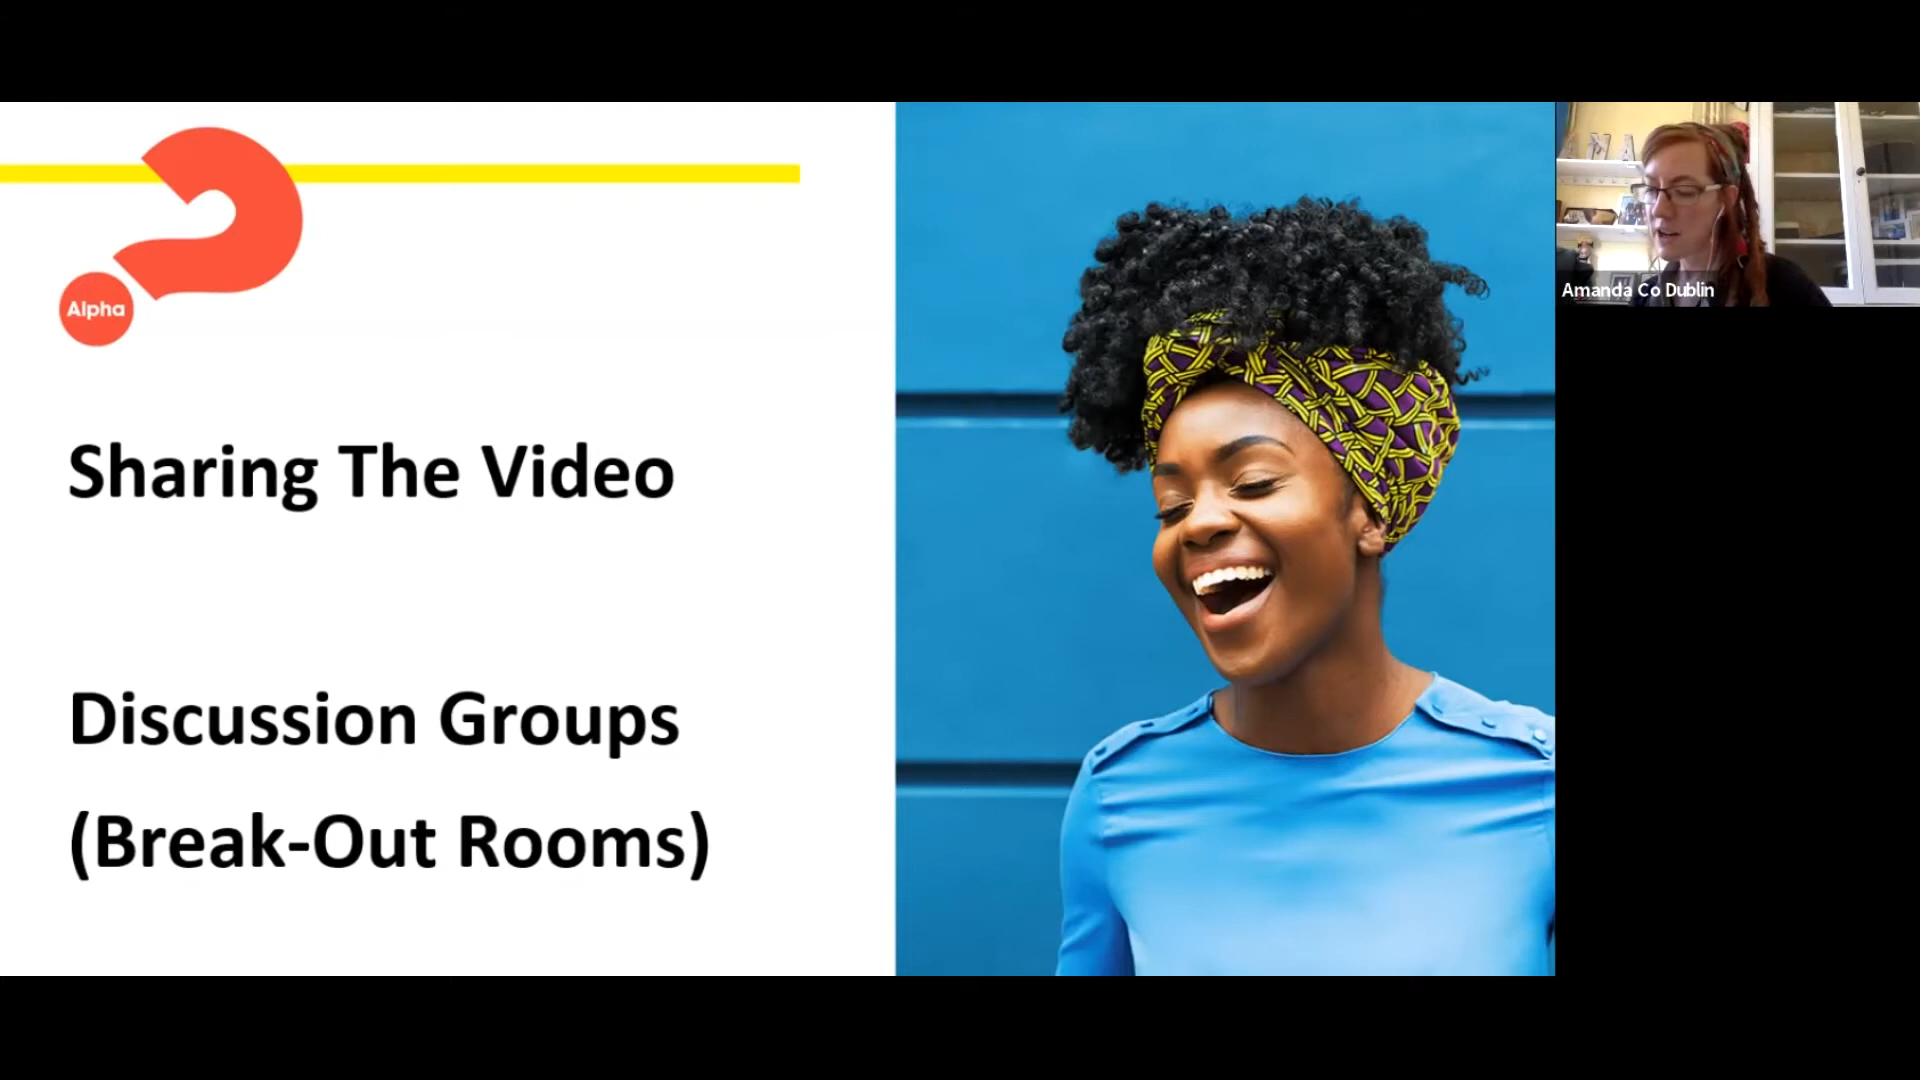 Alpha
Sharing The Video
Discussion Groups
(Break-Out Rooms)
Amanda Co Dublin